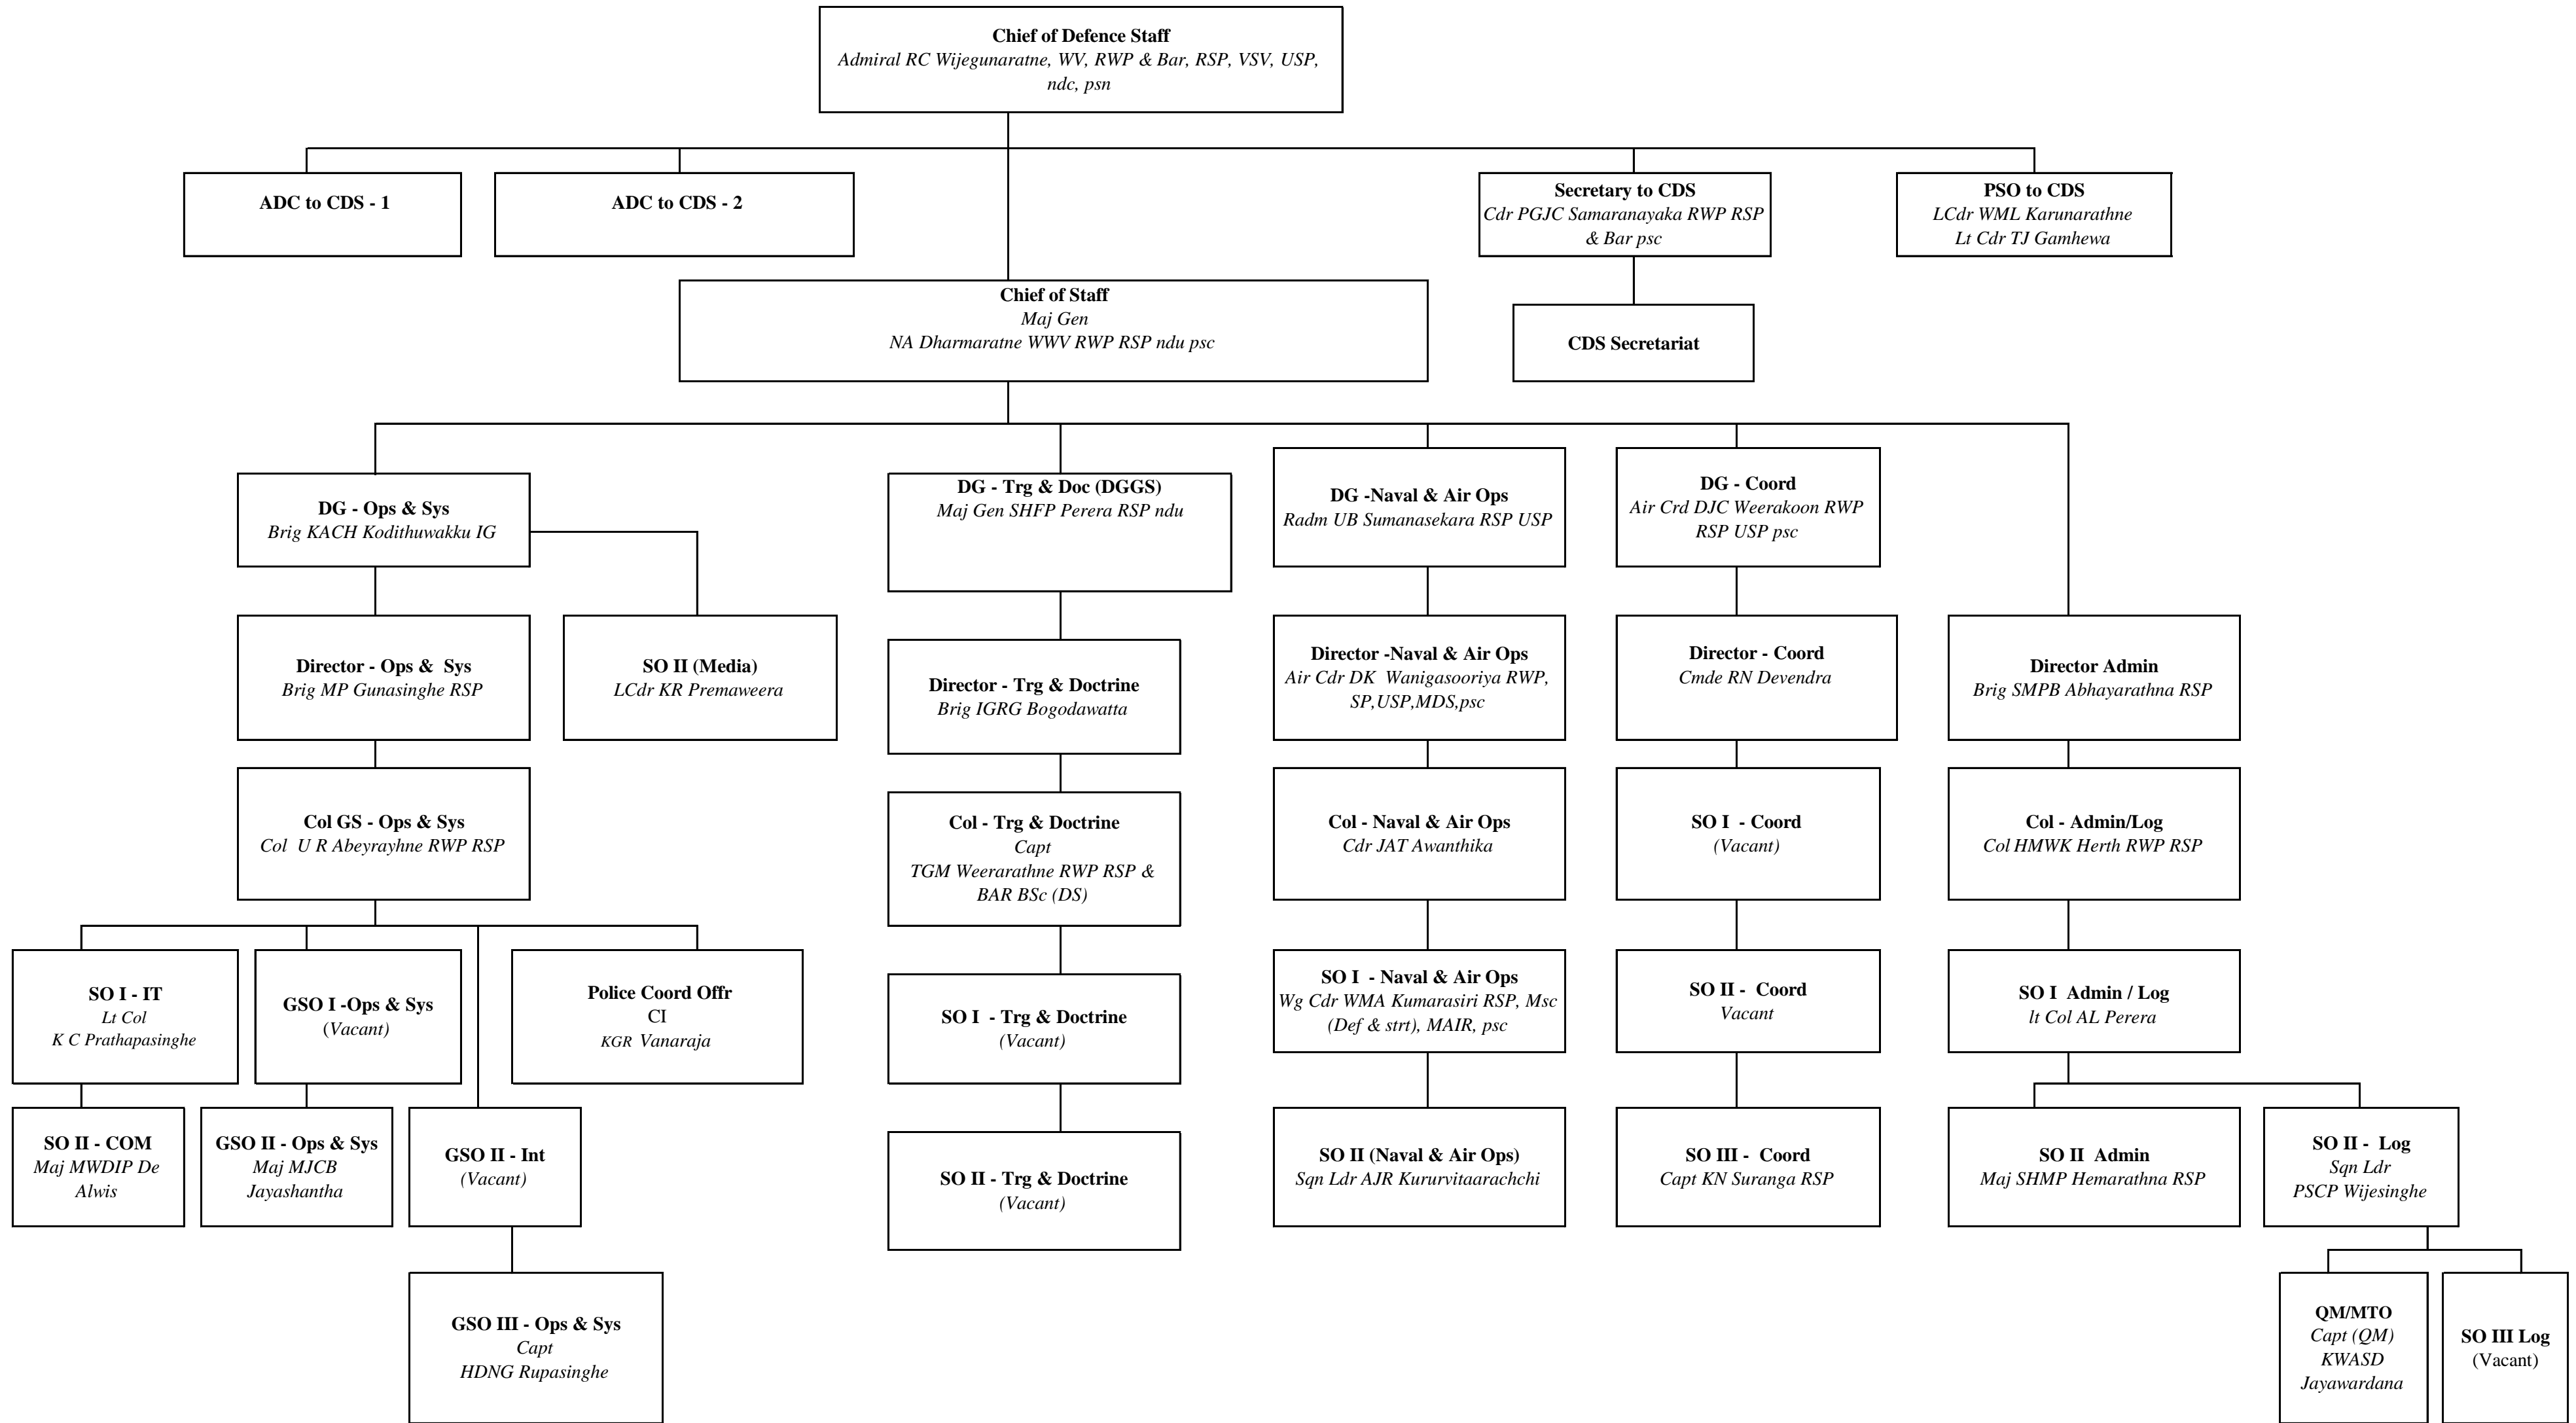 Chief of Defence Staff
Admiral RC Wijegunaratne, WV, RWP & Bar, RSP, VSV, USP,
ndc, psn
ADC to CDS - 1
ADC to CDS - 2
Secretary to CDS
Cdr PGJC Samaranayaka RWP RSP
& Bar psc
PSO to CDS
LCdr WML Karunarathne
Lt Cdr TJ Gamhewa
Chief of Staff
Maj Gen
NA Dharmaratne WWV RWP RSP ndu psc
CDS Secretariat
DG - Ops & Sys
Brig KACH Kodithuwakku IG
DG - Trg & Doc (DGGS)
Maj Gen SHFP Perera RSP ndu
DG -Naval & Air Ops
Radm UB Sumanasekara RSP USP
DG - Coord
Air Crd DJC Weerakoon RWP
RSP USP psc
Director - Ops & Sys
Brig MP Gunasinghe RSP
SO II (Media)
LCdr KR Premaweera
Director - Trg & Doctrine
Brig IGRG Bogodawatta
Director -Naval & Air Ops
Air Cdr DK Wanigasooriya RWP,
SP,USP,MDS,psc
Director - Coord
Cmde RN Devendra
Director Admin
Brig SMPB Abhayarathna RSP
Col GS - Ops & Sys
Col U R Abeyrayhne RWP RSP
Col - Trg & Doctrine
Capt
TGM Weerarathne RWP RSP &
BAR BSc (DS)
Col - Naval & Air Ops
Cdr JAT Awanthika
SO I - Coord
(Vacant)
Col - Admin/Log
Col HMWK Herth RWP RSP
SO I - IT
Lt Col
K C Prathapasinghe
GSO I -Ops & Sys
(Vacant)
Police Coord Offr
CI
KGR Vanaraja
SO I - Trg & Doctrine
(Vacant)
SO I - Naval & Air Ops
Wg Cdr WMA Kumarasiri RSP, Msc
(Def & strt), MAIR, psc
SO II - Coord
Vacant
SO I Admin / Log
lt Col AL Perera
SO II - COM
Maj MWDIP De
Alwis
GSO II - Ops & Sys
Maj MJCB
Jayashantha
GSO II - Int
(Vacant)
SO II - Trg & Doctrine
(Vacant)
SO II (Naval & Air Ops)
Sqn Ldr AJR Kururvitaarachchi
SO III - Coord
Capt KN Suranga RSP
SO II Admin
Maj SHMP Hemarathna RSP
SO II - Log
Sqn Ldr
PSCP Wijesinghe
GSO III - Ops & Sys
Capt
HDNG Rupasinghe
QM/MTO
Capt (QM)
KWASD
Jayawardana
SO III Log
(Vacant)